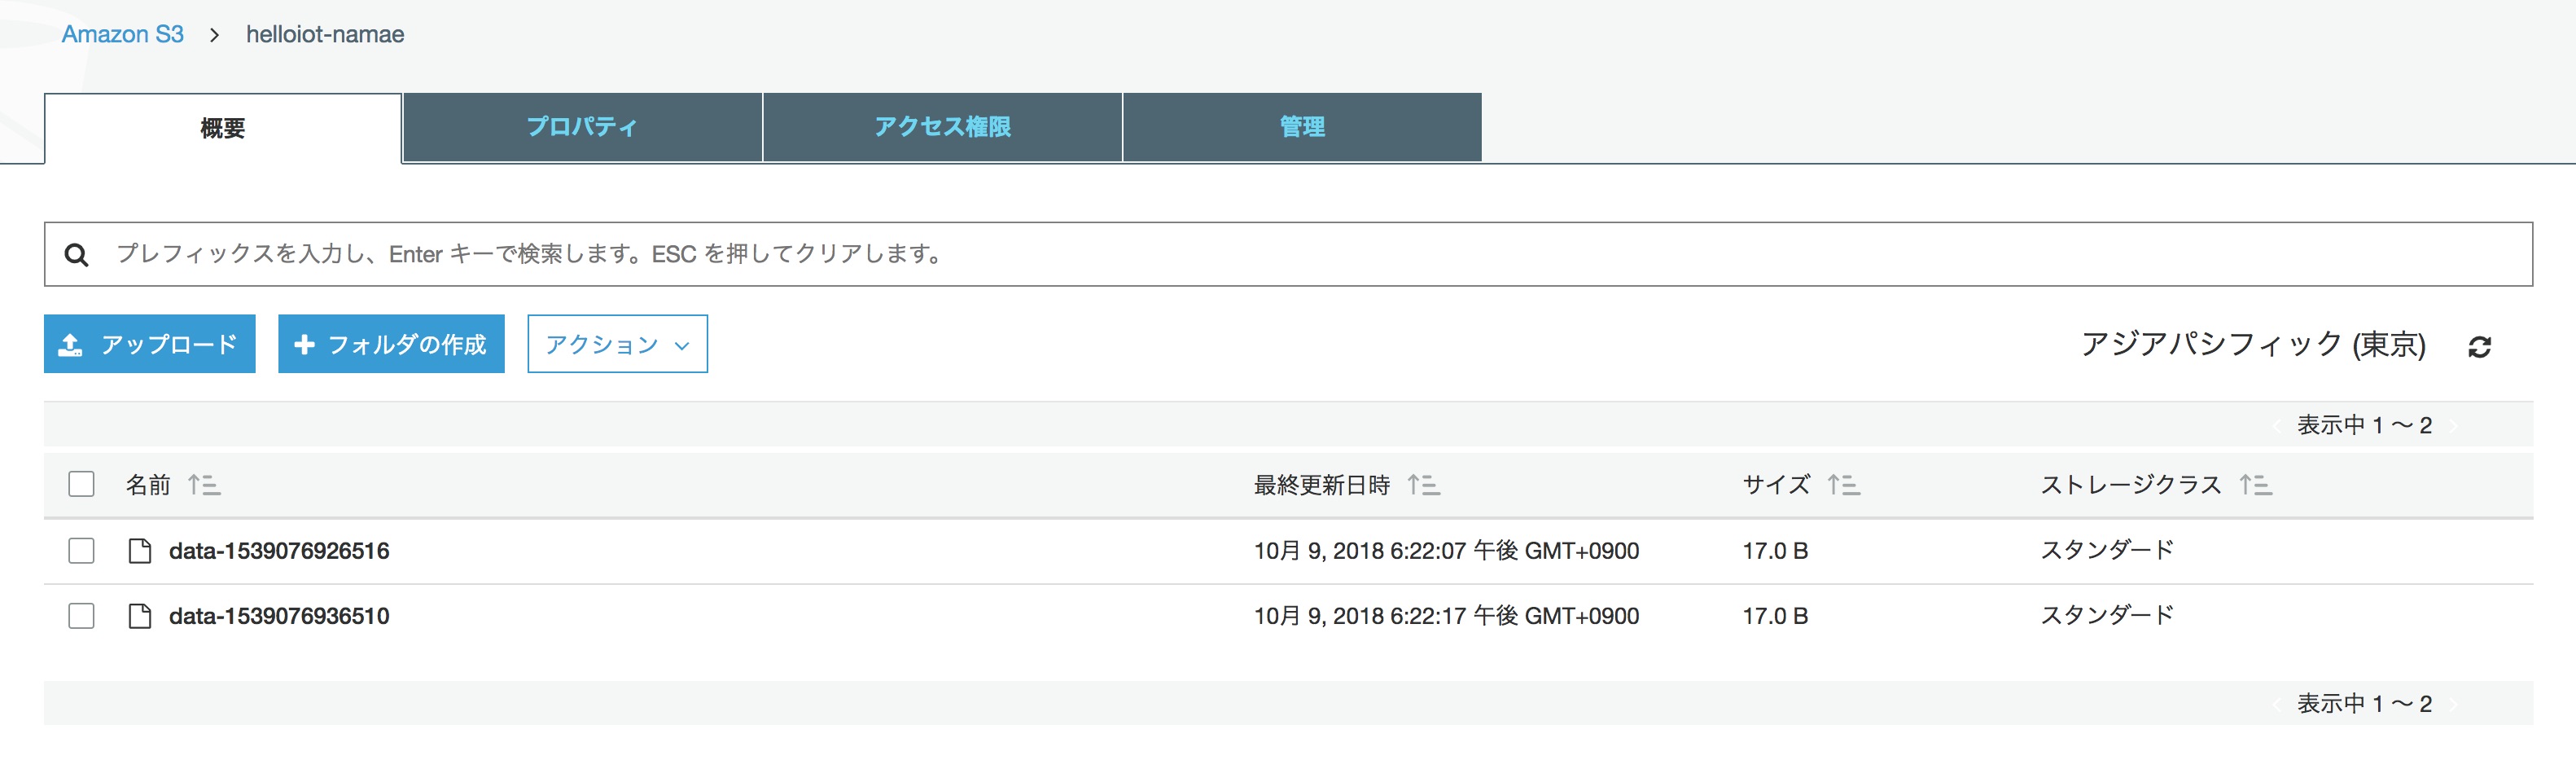 Amazon S3 > helloiot-namae
概要 プロパティ アクセス権限 管理
プレフィックスを入力し、Enter キーで検索します。ESC を押してクリアします。
アップロード + フォルダの作成 アクション アジアパシフィック (東京)
表示中 1 ～ 2
名前 最終更新日時 サイズ ストレージクラス
data-1539076926516 10月 9, 2018 6:22:07 午後 GMT+0900 17.0 B スタンダード
data-1539076936510 10月 9, 2018 6:22:17 午後 GMT+0900 17.0 B スタンダード
表示中 1 ～ 2